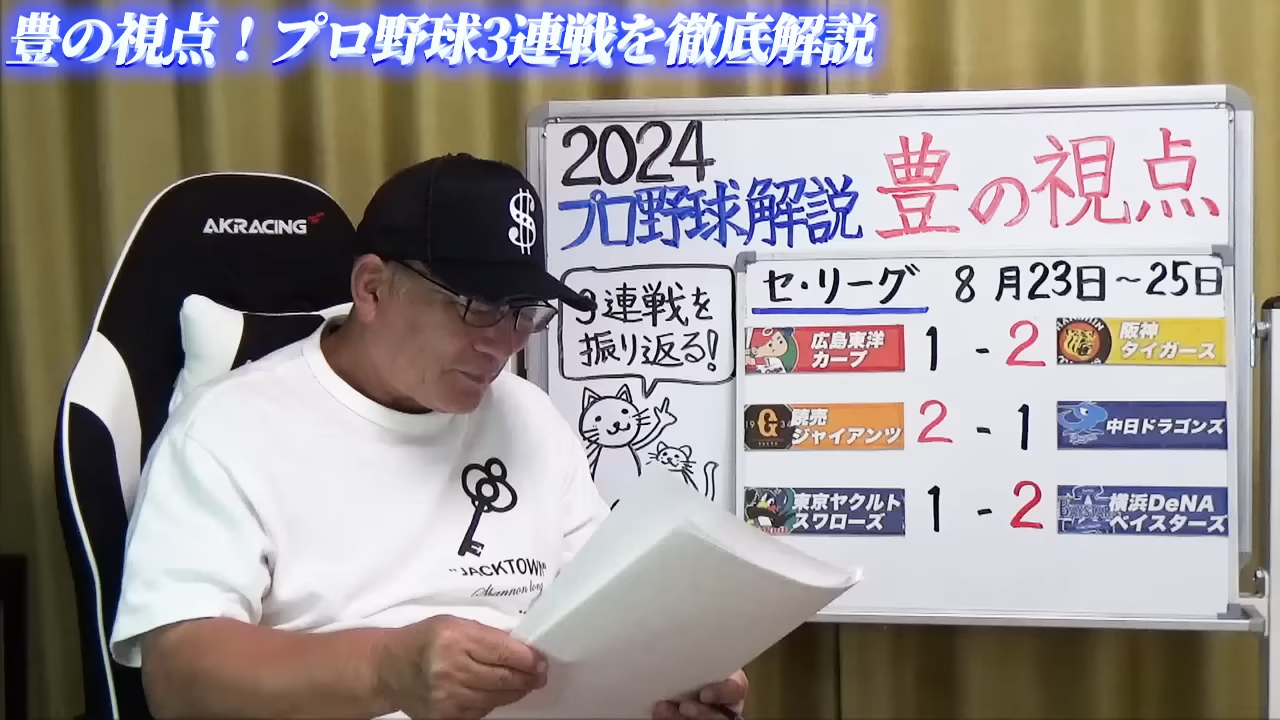 豊の視点！プロ野球3連戦を徹底解説
AKRACING
$
"JACKTOWN"
Shannon long
2024
プロ野球解説 豊の視点
3連戦を
振り返る!
セ・リーグ 8月23日～25日
広島東洋
カープ
1 - 2
阪神
タイガース
G
読売
ジャイアンツ
2 - 1
中日ドラゴンズ
東京ヤクルト
スワローズ
1 - 2
横浜DeNA
ベイスターズ